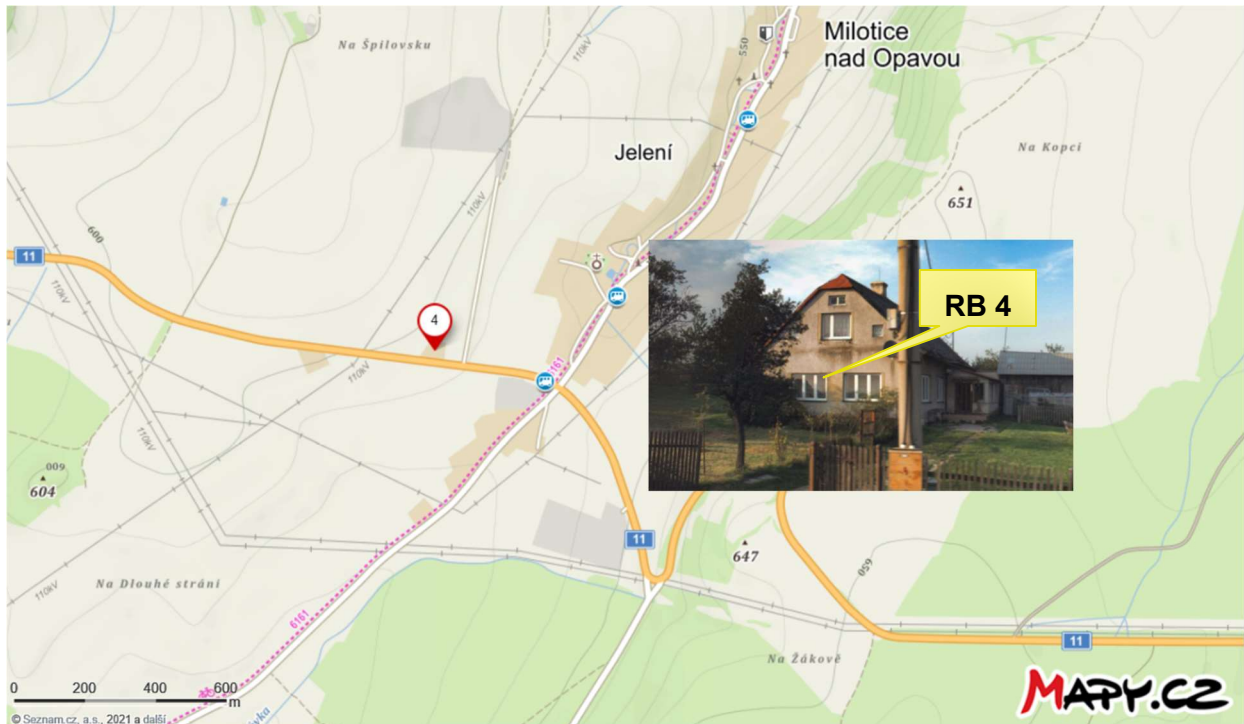 Na Špilovsku
110kV
550
Milotice
nad Opavou
Jelení
Na Kopci
651
110kV
600
110kV
11
110kV
4
RB 4
110kV
6161
110kV
600
604
11
647
650
Na Dlouhé stráni
110kV
6161
Na Žákově
11
0 200 400 600
m
MAPY.CZ
© Seznam.cz, a.s., 2021 a další